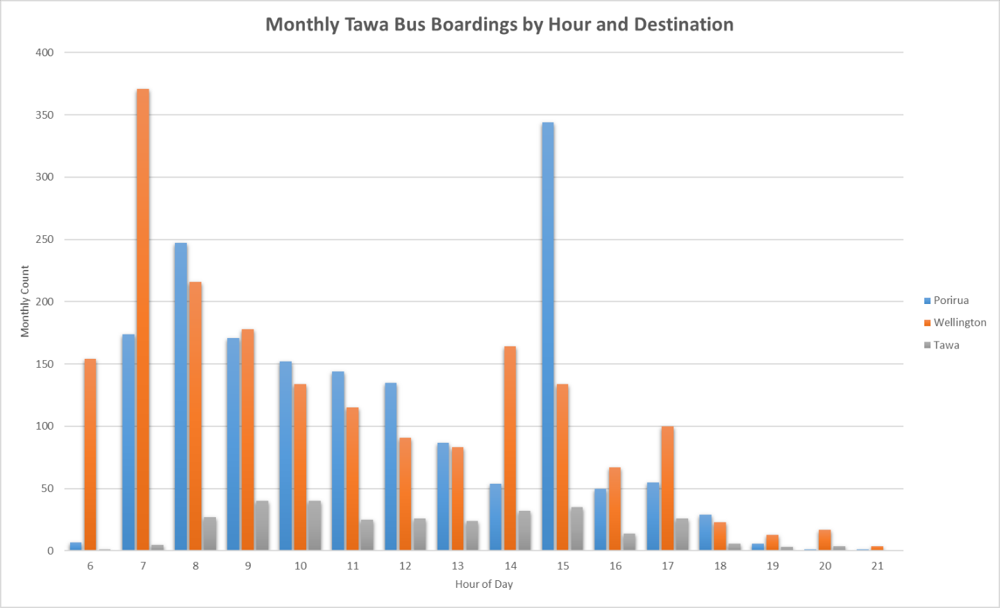 Monthly Tawa Bus Boardings by Hour and Destination
400
350
300
250
200
150
100
50
0
Monthly Count
6 7 8 9 10 11 12 13 14 15 16 17 18 19 20 21
Hour of Day
Porirua
Wellington
Tawa